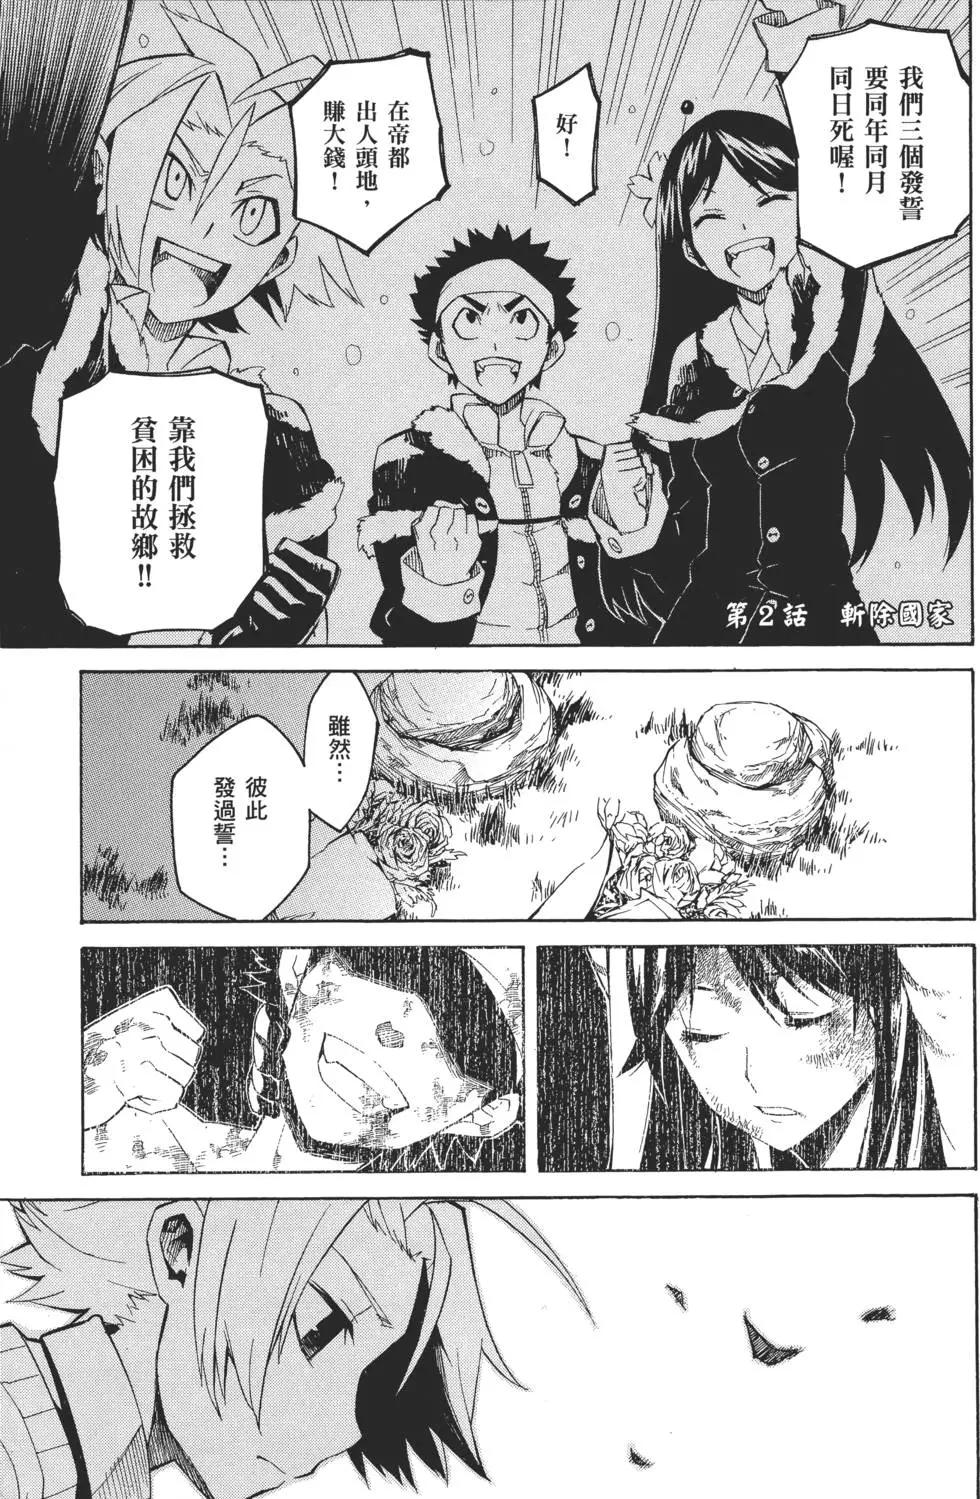 我們三個發誓
要同年同月
同日死喔！
好！
在帝都
出人頭地，
賺大錢！
靠我們拯救
貧困的故鄉!!
第2話 斬除國家
雖然…
彼此
發過誓…